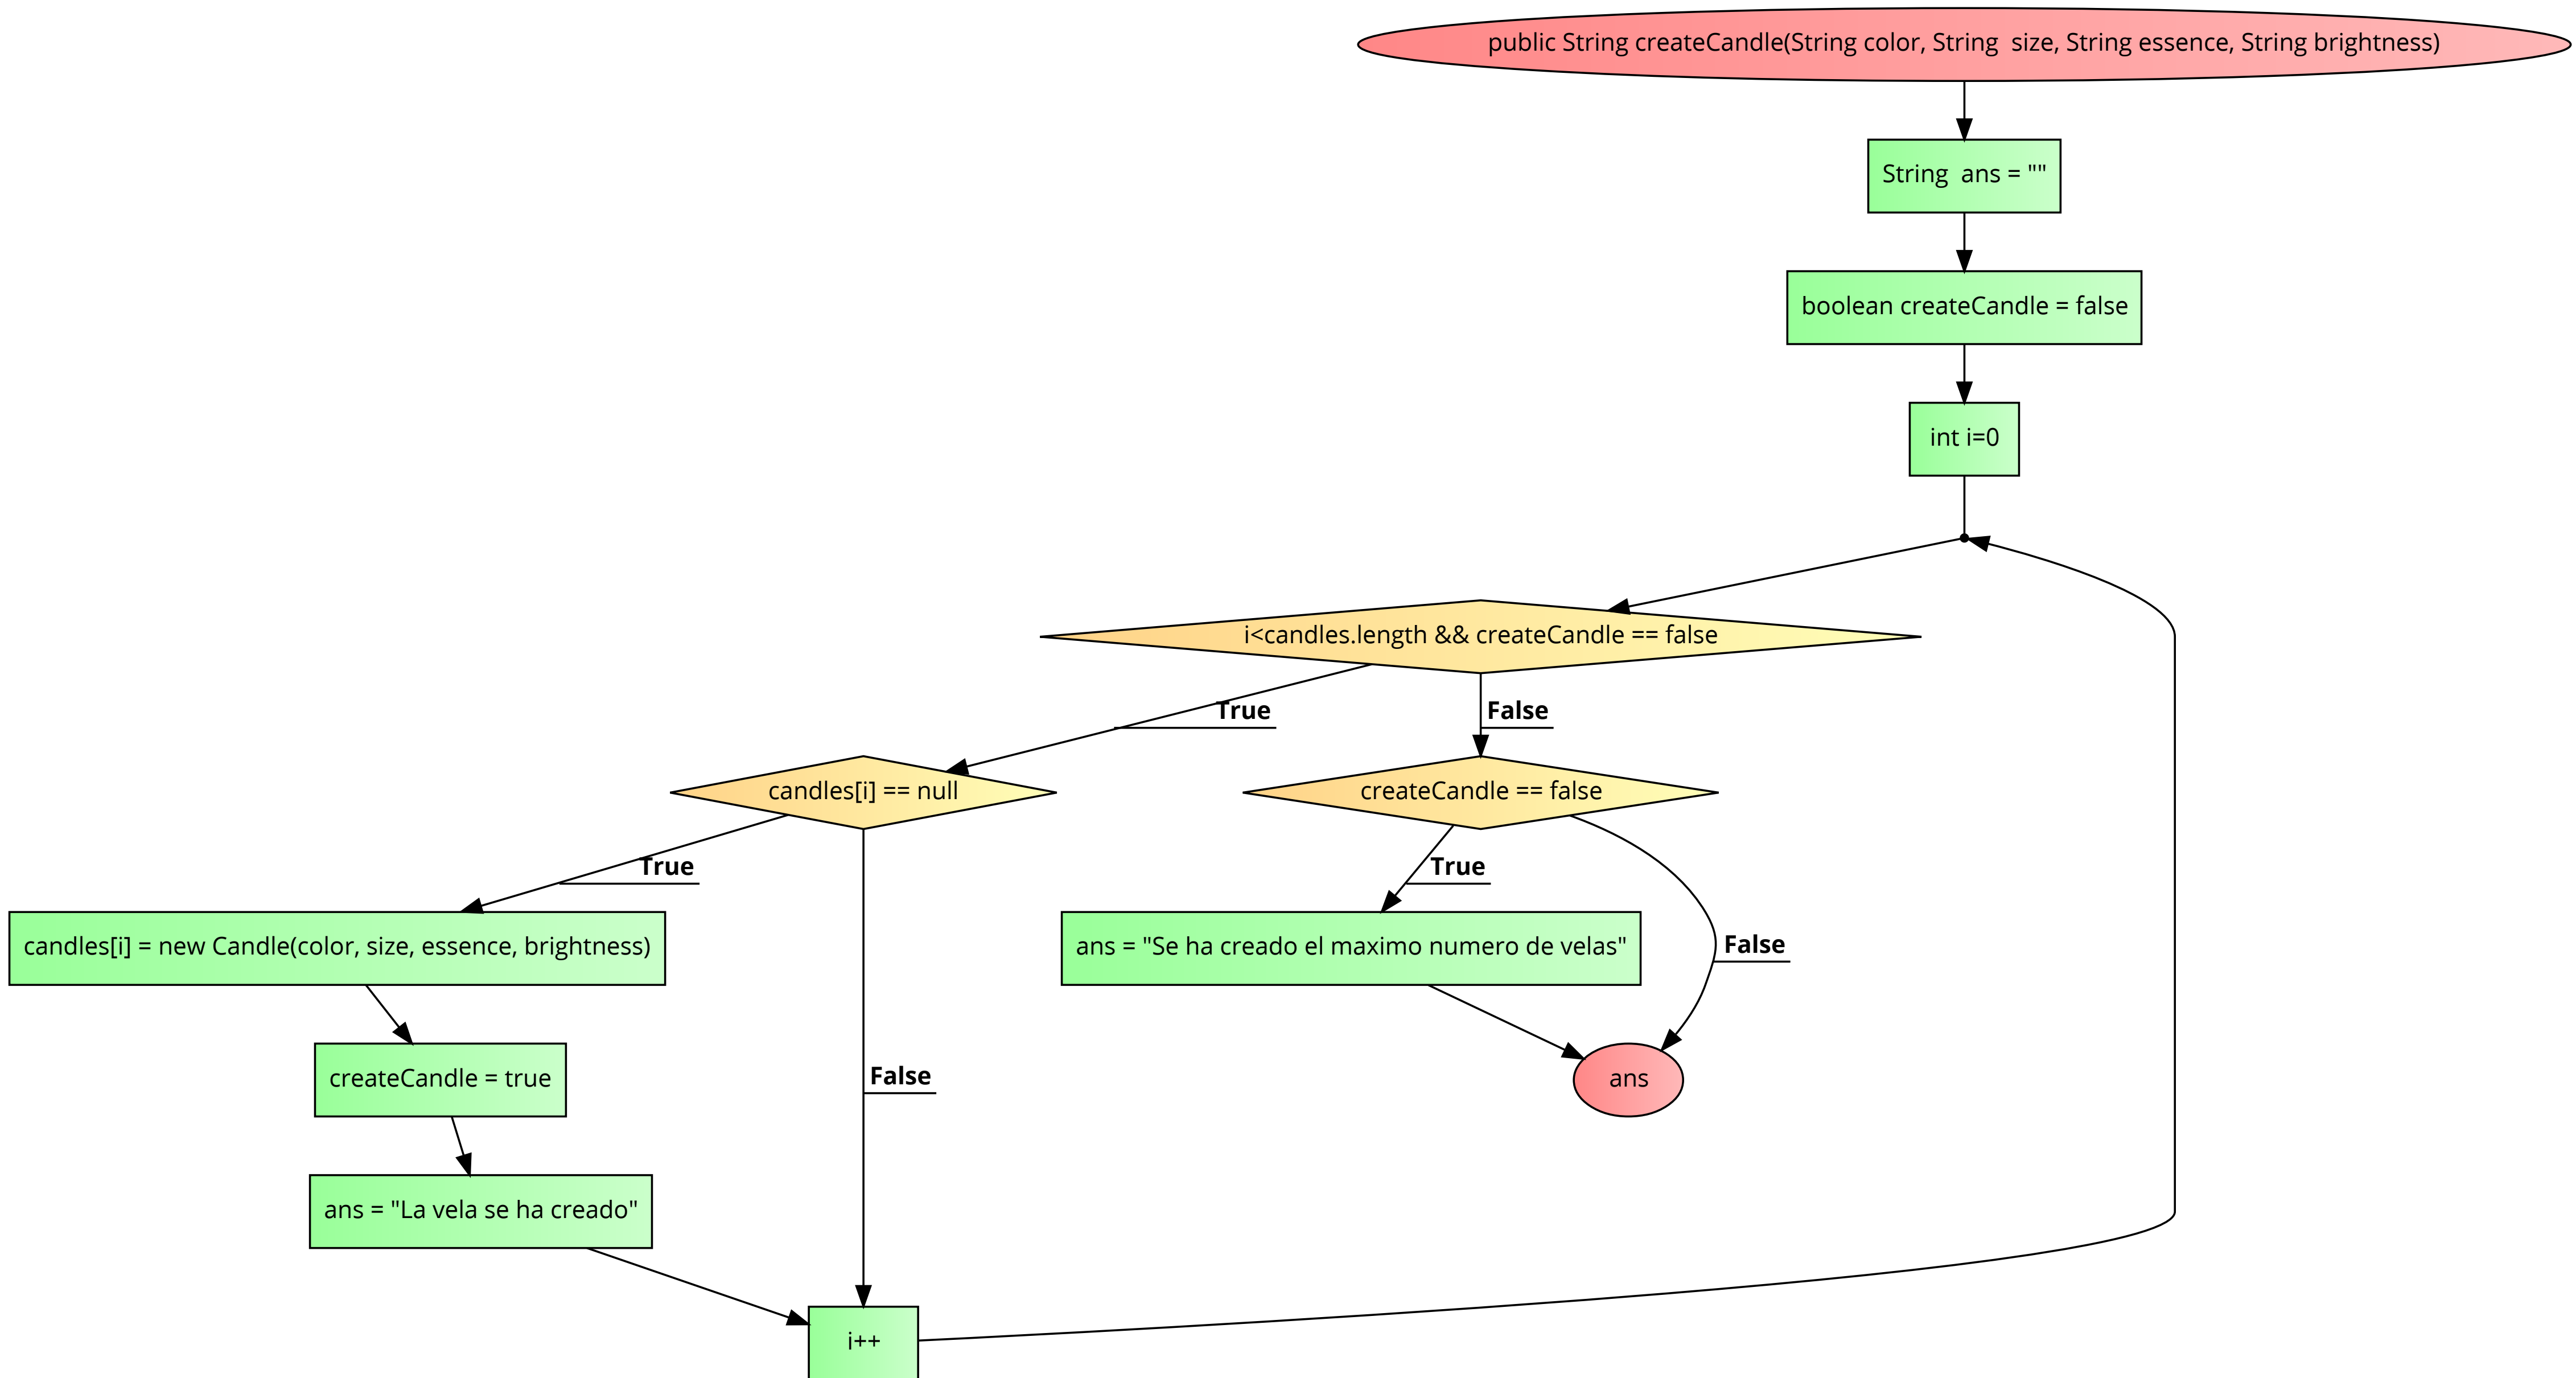 public String createCandle(String color, String  size, String essence, String brightness)
String  ans = ""
boolean createCandle = false
int i=0
i<candles.length && createCandle == false
True
False
candles[i] == null
createCandle == false
True
True
False
candles[i] = new Candle(color, size, essence, brightness)
ans = "Se ha creado el maximo numero de velas"
createCandle = true
False
ans
ans = "La vela se ha creado"
i++